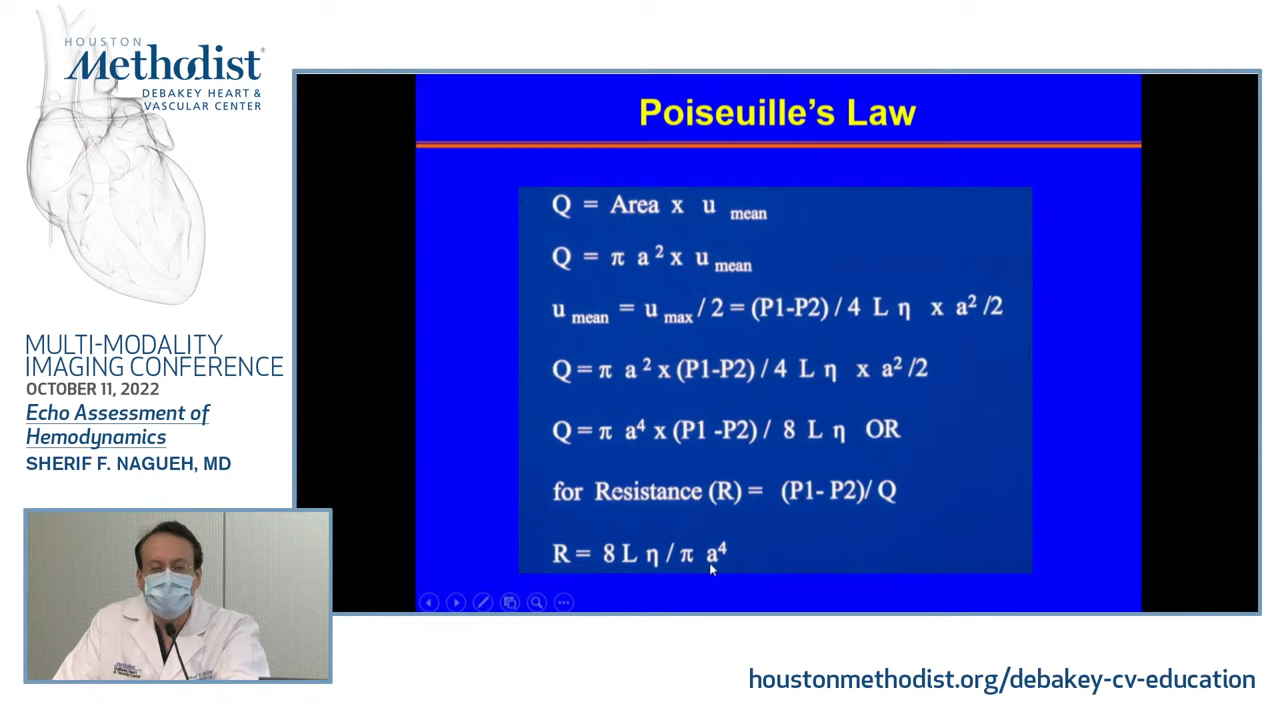 HOUSTON
Methodist®
DEBAKEY HEART &
VASCULAR CENTER
MULTI-MODALITY
IMAGING CONFERENCE
OCTOBER 11, 2022
Echo Assessment of
Hemodynamics
SHERIF F. NAGUEH, MD
Poiseuille's Law
Q = Area x u mean
Q = π a² x u mean
u mean = u max / 2 = (P1-P2) / 4 L η x a² /2
Q = π a² x (P1-P2) / 4 L η x a² /2
Q = π a⁴ x (P1 -P2) / 8 L η OR
for Resistance (R) = (P1- P2)/ Q
R = 8 L η / π a⁴
houstonmethodist.org/debakey-cv-education